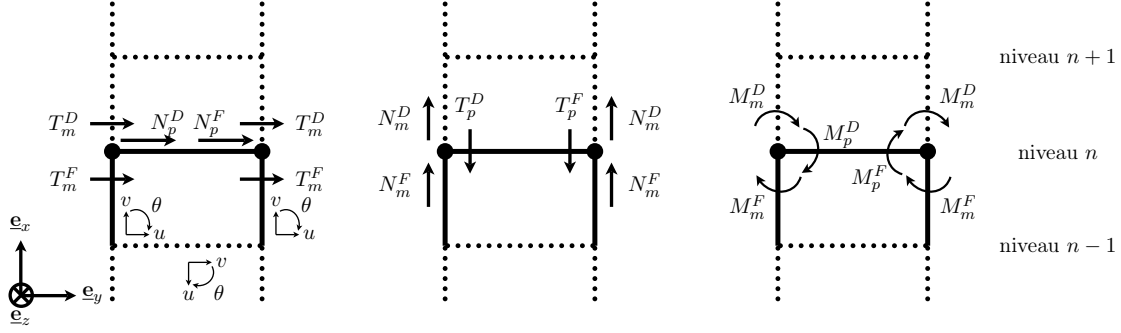 niveau n + 1
T_m^D N_p^D N_p^F T_m^D
N_m^D T_p^D T_p^F N_m^D
M_m^D M_p^D M_m^D
niveau n
T_m^F T_m^F
N_m^F N_m^F
M_m^F M_p^F M_m^F
v θ u
v θ u
niveau n − 1
e_x
v u θ
e_y
e_z